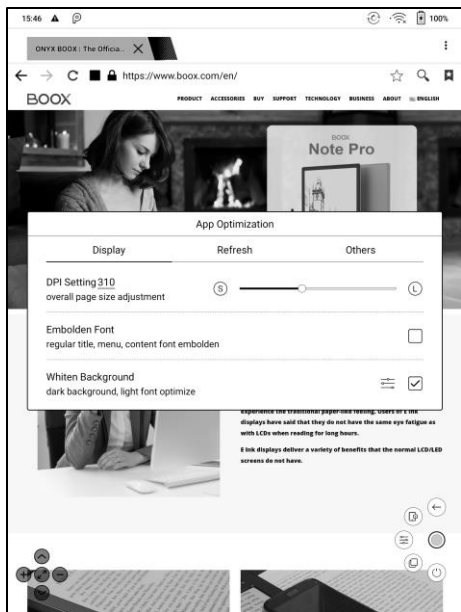 15:46
100%
ONYX BOOX : The Officia..
https://www.boox.com/en/
BOOX
PRODUCT ACCESSORIES BUY SUPPORT TECHNOLOGY BUSINESS ABOUT ENGLISH
BOOX
Note Pro
App Optimization
Display Refresh Others
DPI Setting 310
overall page size adjustment
S L
Embolden Font
regular title, menu, content font embolden
Whiten Background
dark background, light font optimize
experience the traditional paper-like feeling. Users of E Ink
displays have said that they do not have the same eye fatigue as
with LCDs when reading for long hours.
E Ink displays deliver a variety of benefits that the normal LCD/LED
screens do not have.